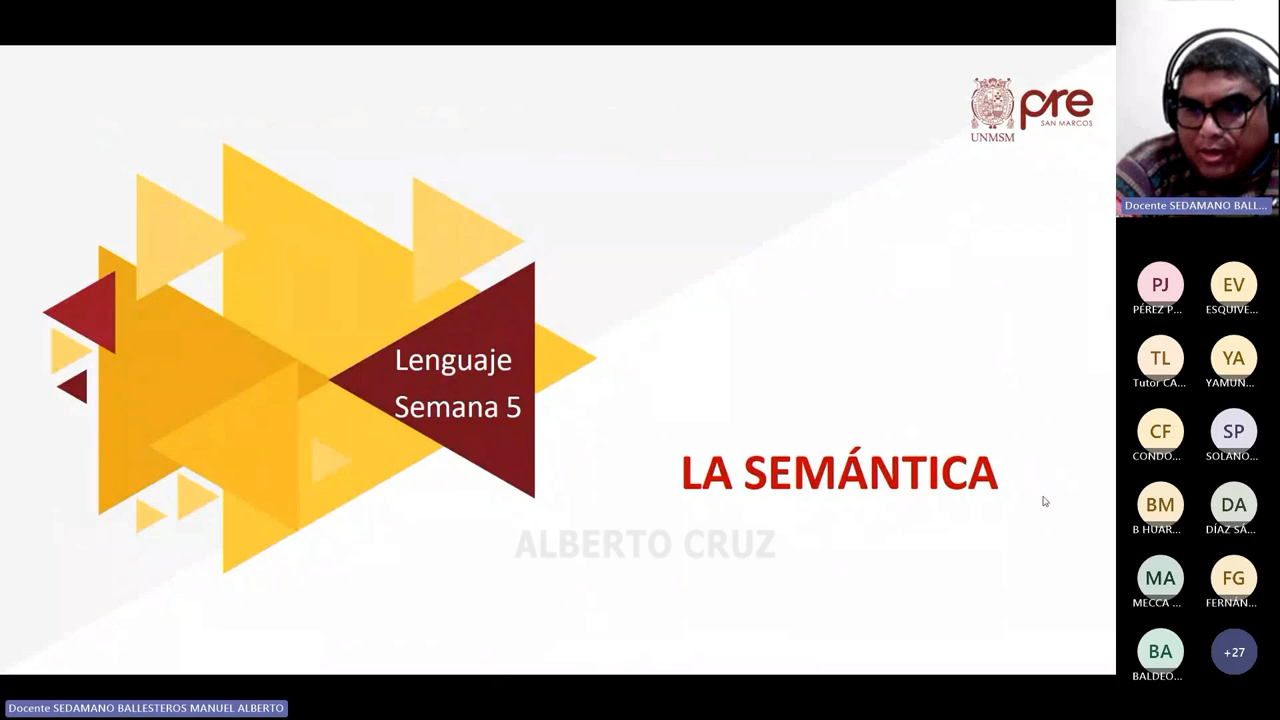 UNMSM
pre
SAN MARCOS
Lenguaje
Semana 5
LA SEMÁNTICA
ALBERTO CRUZ
Docente SEDAMANO BALL...
PJ
PÉREZ P...
EV
ESQUIVE...
TL
Tutor CA...
YA
YAMUN...
CF
CONDO...
SP
SOLANO...
BM
B HUAR...
DA
DÍAZ SÁ...
MA
MECCA ...
FG
FERNÁN...
BA
BALDEO...
+27
Docente SEDAMANO BALLESTEROS MANUEL ALBERTO